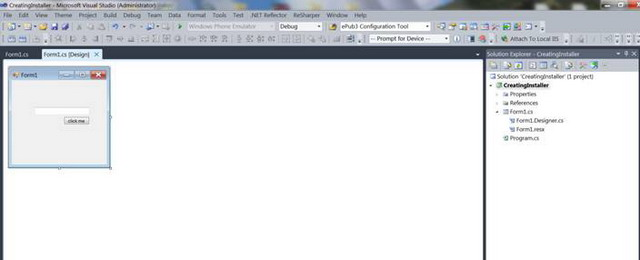 CreatingInstaller - Microsoft Visual Studio (Administrator)
File Edit View Theme Project Build Debug Team Data Format Tools Test .NET Reflector ReSharper Window Help
Windows Phone Emulator Debug ePub3 Configuration Tool
-- Prompt for Device -- Attach To Local IIS
Form1.cs Form1.cs [Design] Solution Explorer - CreatingInstaller
Form1
Solution 'CreatingInstaller' (1 project)
CreatingInstaller
Properties
References
Form1.cs
Form1.Designer.cs
Form1.resx
Program.cs
click me